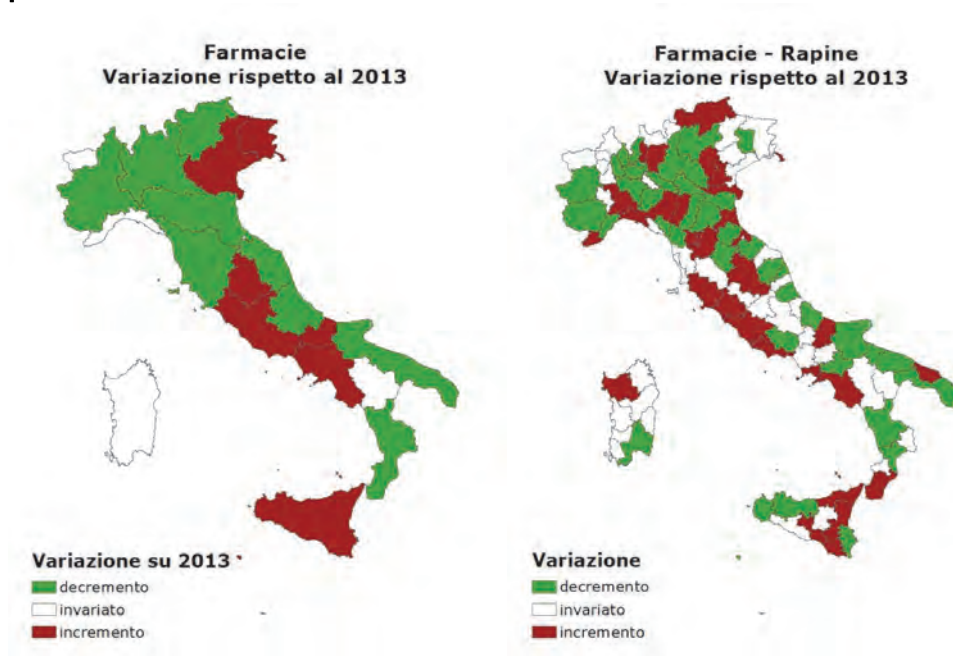 Farmacie
Variazione rispetto al 2013
Farmacie - Rapine
Variazione rispetto al 2013
Variazione su 2013
decremento
invariato
incremento
Variazione
decremento
invariato
incremento